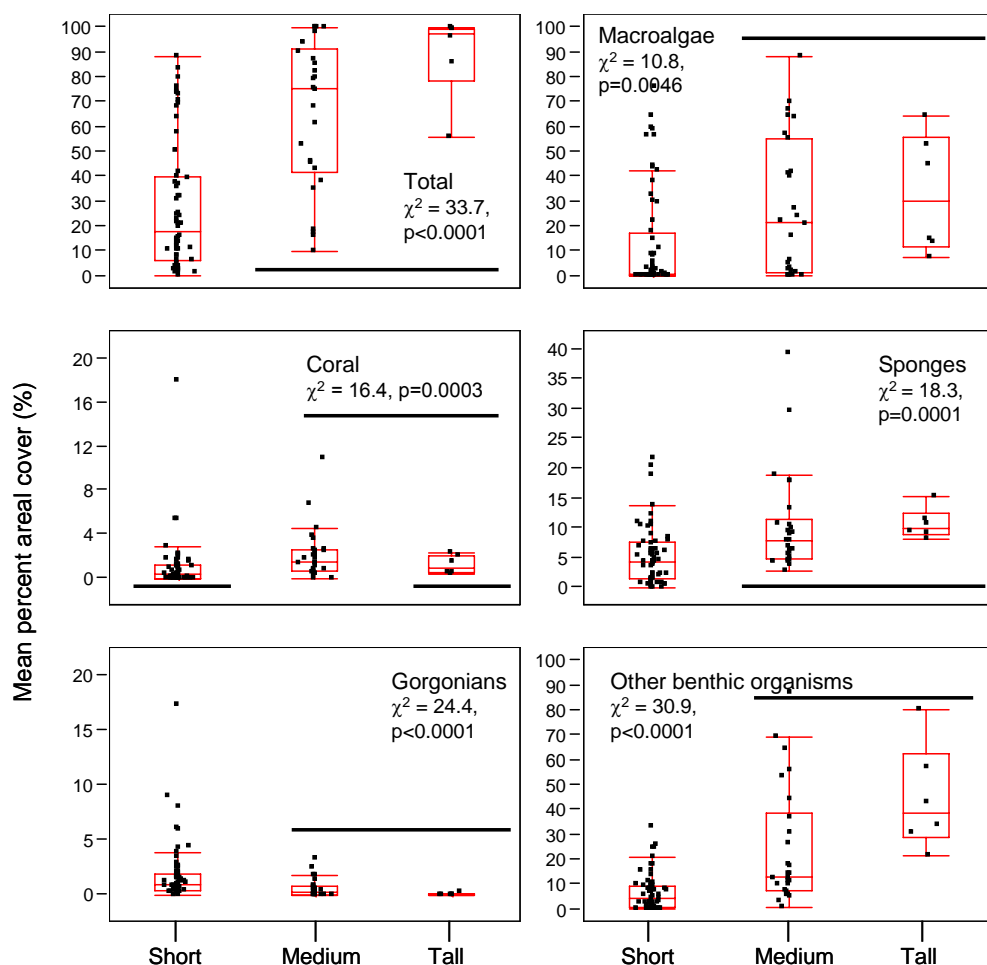 Mean percent areal cover (%)
100
90
80
70
60
50
40
30
20
10
0
Total
χ² = 33.7,
p<0.0001
100
90
80
70
60
50
40
30
20
10
0
Macroalgae
χ² = 10.8,
p=0.0046
20
16
12
8
4
0
Coral
χ² = 16.4, p=0.0003
40
35
30
25
20
15
10
5
0
Sponges
χ² = 18.3,
p=0.0001
20
15
10
5
0
Gorgonians
χ² = 24.4,
p<0.0001
100
90
80
70
60
50
40
30
20
10
0
Other benthic organisms
χ² = 30.9,
p<0.0001
Short Medium Tall
Short Medium Tall